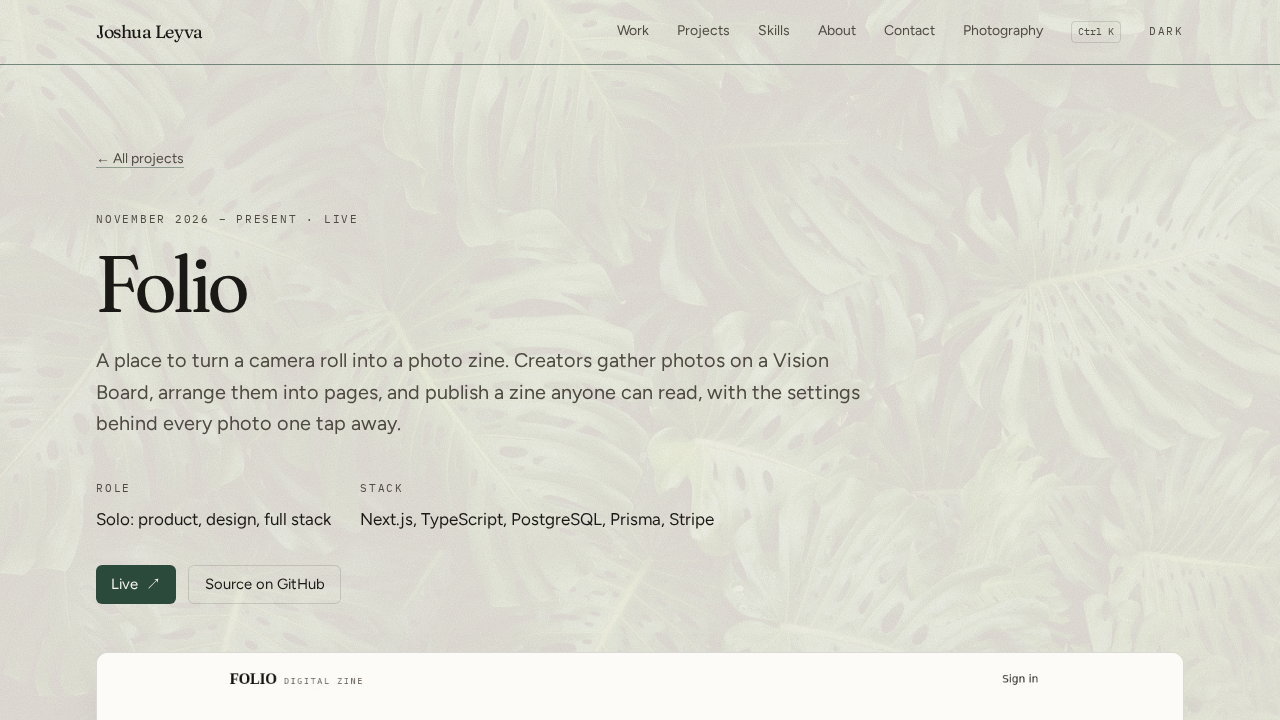 Joshua Leyva
Work Projects Skills About Contact Photography Ctrl K DARK
← All projects
NOVEMBER 2026 – PRESENT · LIVE
Folio
A place to turn a camera roll into a photo zine. Creators gather photos on a Vision
Board, arrange them into pages, and publish a zine anyone can read, with the settings
behind every photo one tap away.
ROLE STACK
Solo: product, design, full stack Next.js, TypeScript, PostgreSQL, Prisma, Stripe
Live ↗ Source on GitHub
FOLIO DIGITAL ZINE Sign in